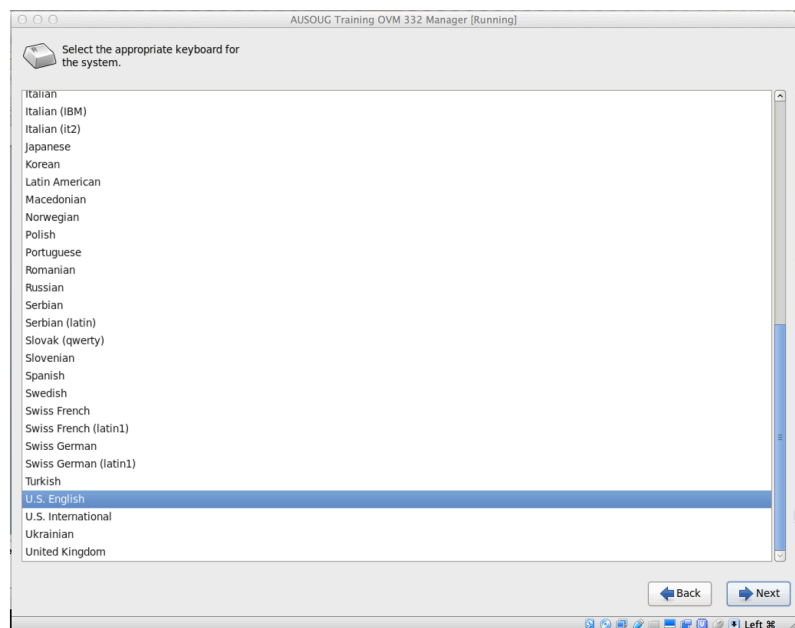 AUSOUG Training OVM 332 Manager [Running]
Select the appropriate keyboard for
the system.
Italian
Italian (IBM)
Italian (it2)
Japanese
Korean
Latin American
Macedonian
Norwegian
Polish
Portuguese
Romanian
Russian
Serbian
Serbian (latin)
Slovak (qwerty)
Slovenian
Spanish
Swedish
Swiss French
Swiss French (latin1)
Swiss German
Swiss German (latin1)
Turkish
U.S. English
U.S. International
Ukrainian
United Kingdom
Back
Next
Left ⌘